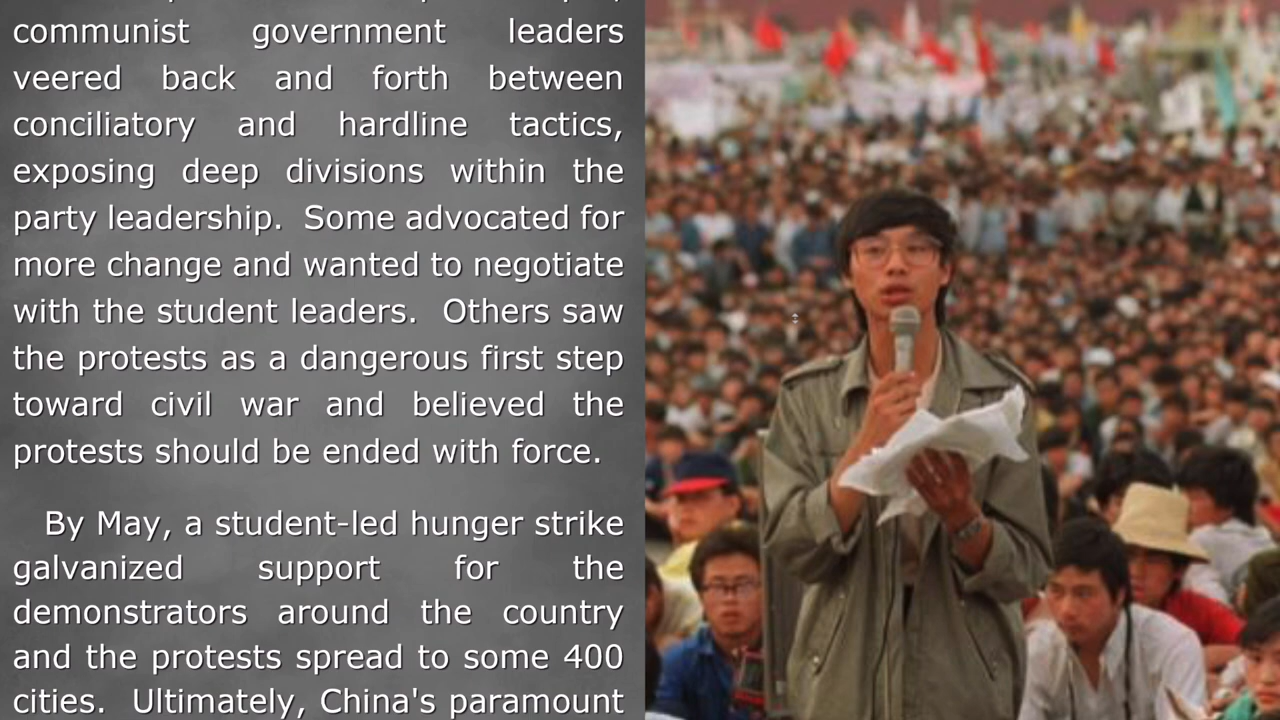 communist government leaders
veered back and forth between
conciliatory and hardline tactics,
exposing deep divisions within the
party leadership. Some advocated for
more change and wanted to negotiate
with the student leaders. Others saw
the protests as a dangerous first step
toward civil war and believed the
protests should be ended with force.
By May, a student-led hunger strike
galvanized support for the
demonstrators around the country
and the protests spread to some 400
cities. Ultimately, China's paramount